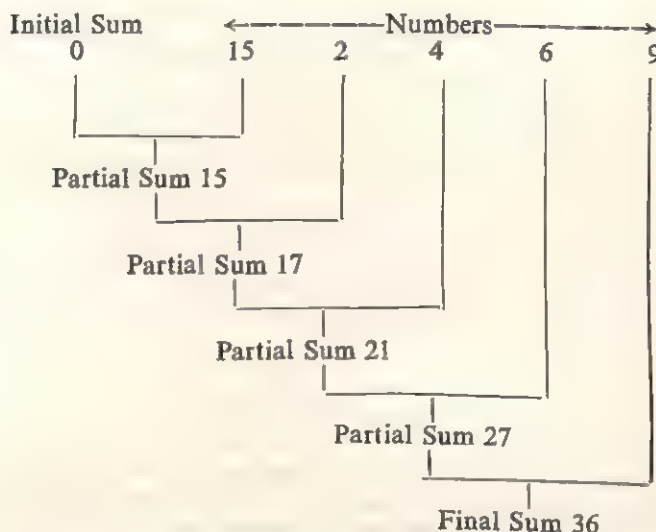 Initial Sum <-----Numbers----->
0 15 2 4 6 9
Partial Sum 15
Partial Sum 17
Partial Sum 21
Partial Sum 27
Final Sum 36